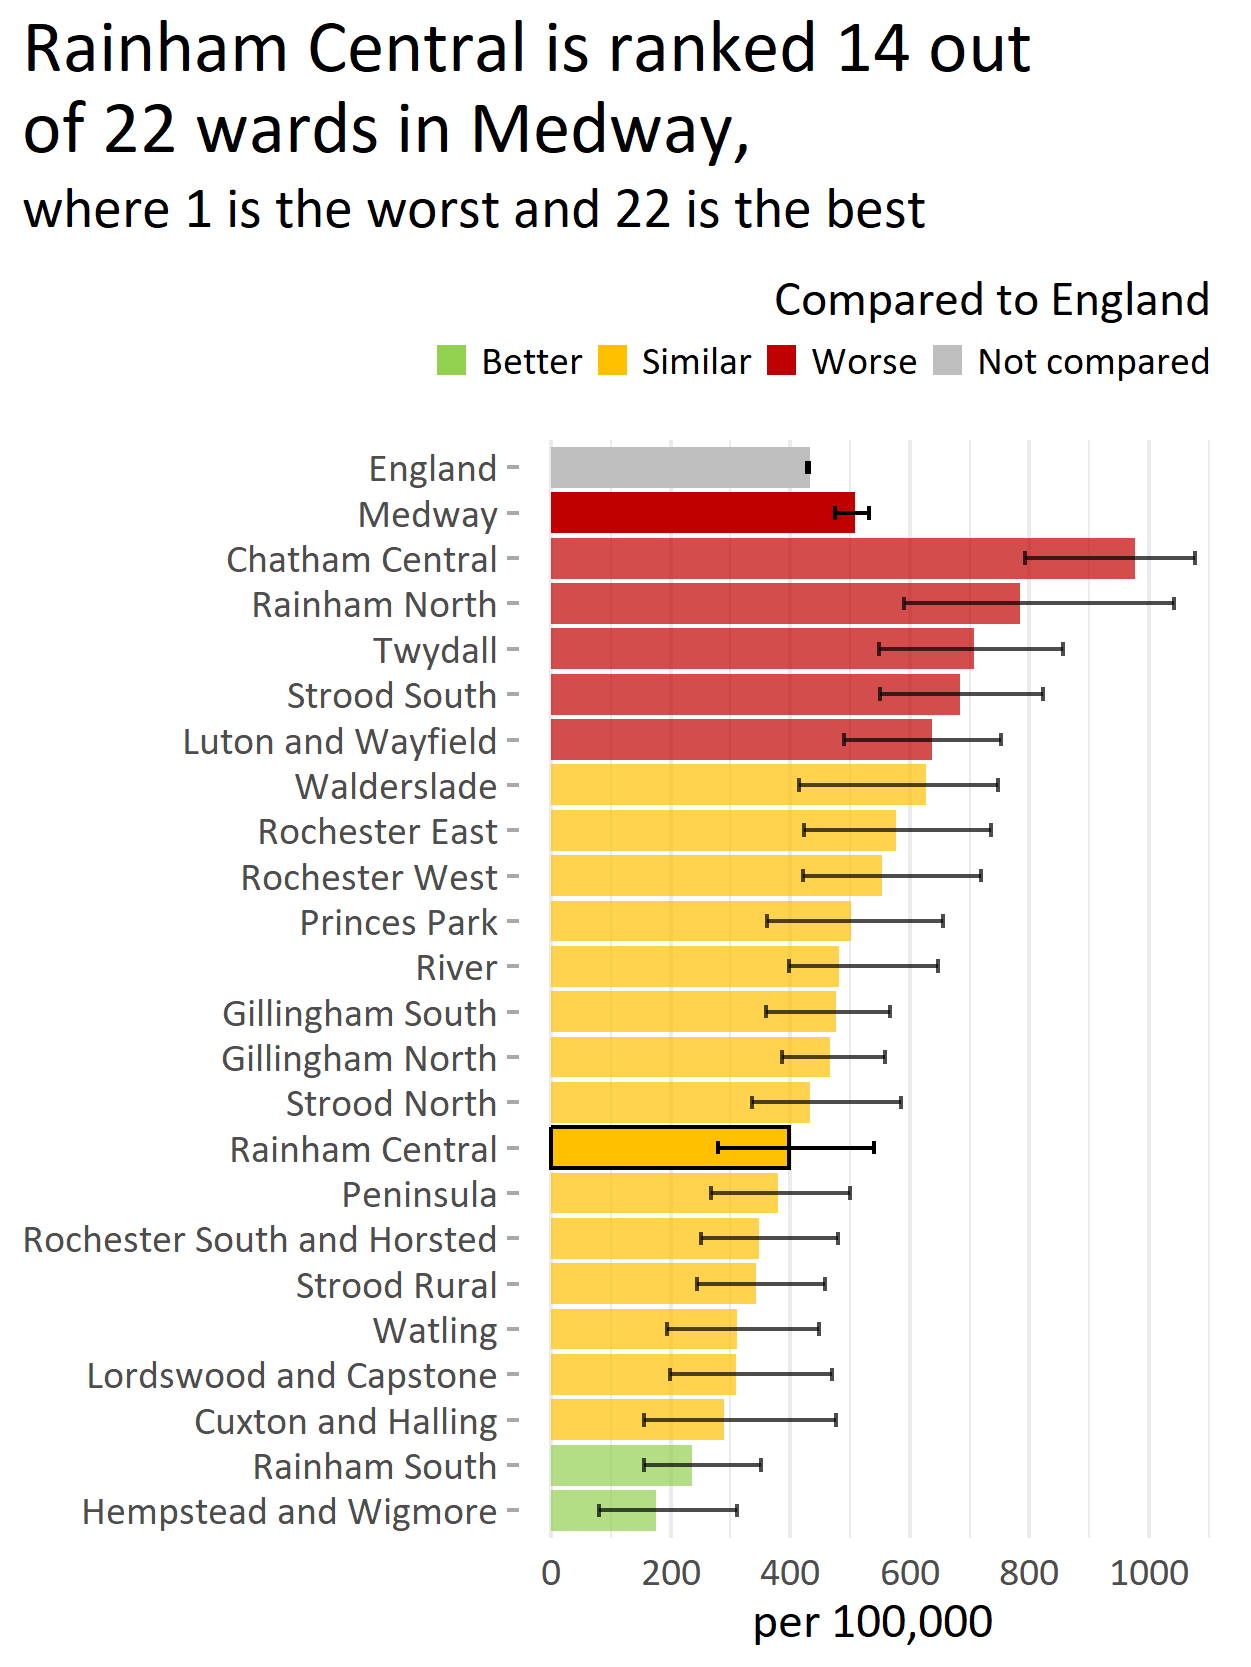 Rainham Central is ranked 14 out
of 22 wards in Medway,
where 1 is the worst and 22 is the best
Compared to England
Better Similar Worse Not compared
England
Medway
Chatham Central
Rainham North
Twydall
Strood South
Luton and Wayfield
Walderslade
Rochester East
Rochester West
Princes Park
River
Gillingham South
Gillingham North
Strood North
Rainham Central
Peninsula
Rochester South and Horsted
Strood Rural
Watling
Lordswood and Capstone
Cuxton and Halling
Rainham South
Hempstead and Wigmore
0 200 400 600 800 1000
per 100,000